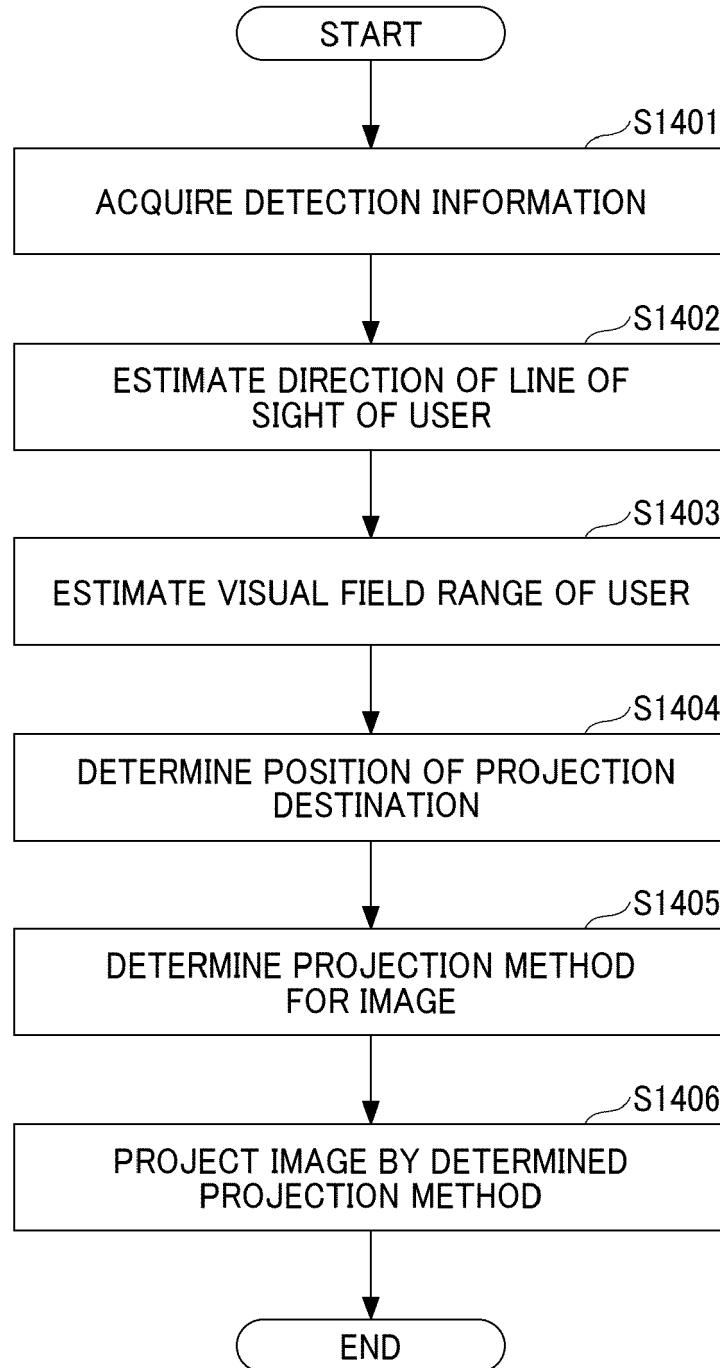 START
S1401
ACQUIRE DETECTION INFORMATION
S1402
ESTIMATE DIRECTION OF LINE OF
SIGHT OF USER
S1403
ESTIMATE VISUAL FIELD RANGE OF USER
S1404
DETERMINE POSITION OF PROJECTION
DESTINATION
S1405
DETERMINE PROJECTION METHOD
FOR IMAGE
S1406
PROJECT IMAGE BY DETERMINED
PROJECTION METHOD
END